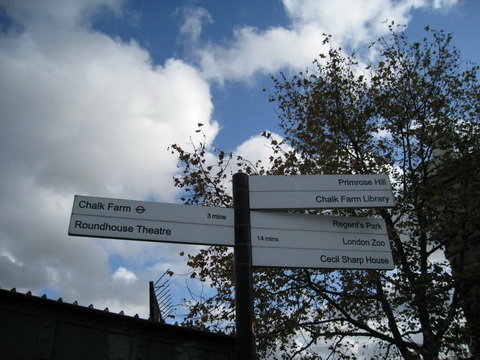 Chalk Farm
3 mins
Roundhouse Theatre
Primrose Hill
Chalk Farm Library
Regent's Park
14 mins
London Zoo
Cecil Sharp House